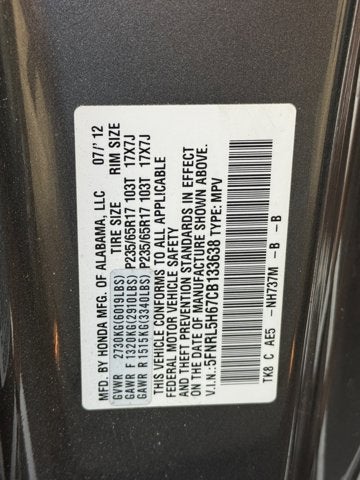 MFD. BY HONDA MFG. OF ALABAMA, LLC 07/'12
TIRE SIZE RIM SIZE
GVWR 2730KG(6019LBS)
GAWR F 1320KG(2910LBS) P235/65R17 103T 17X7J
GAWR R 1515KG(3340LBS) P235/65R17 103T 17X7J
THIS VEHICLE CONFORMS TO ALL APPLICABLE
FEDERAL MOTOR VEHICLE SAFETY
AND THEFT PREVENTION STANDARDS IN EFFECT
ON THE DATE OF MANUFACTURE SHOWN ABOVE.
V.I.N.:5FNRL5H67CB133638 TYPE: MPV
TK8 C AE5 -NH737M -B -B